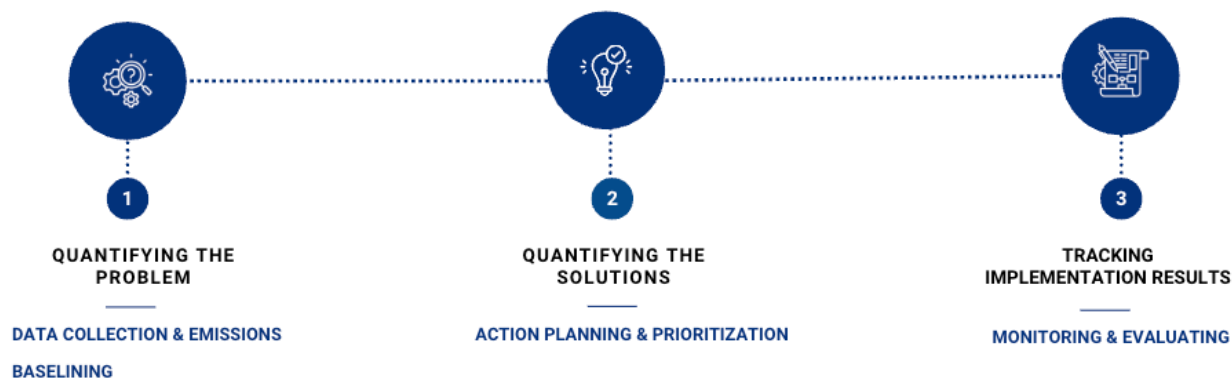 1
QUANTIFYING THE
PROBLEM
DATA COLLECTION & EMISSIONS
BASELINING
2
QUANTIFYING THE
SOLUTIONS
ACTION PLANNING & PRIORITIZATION
3
TRACKING
IMPLEMENTATION RESULTS
MONITORING & EVALUATING